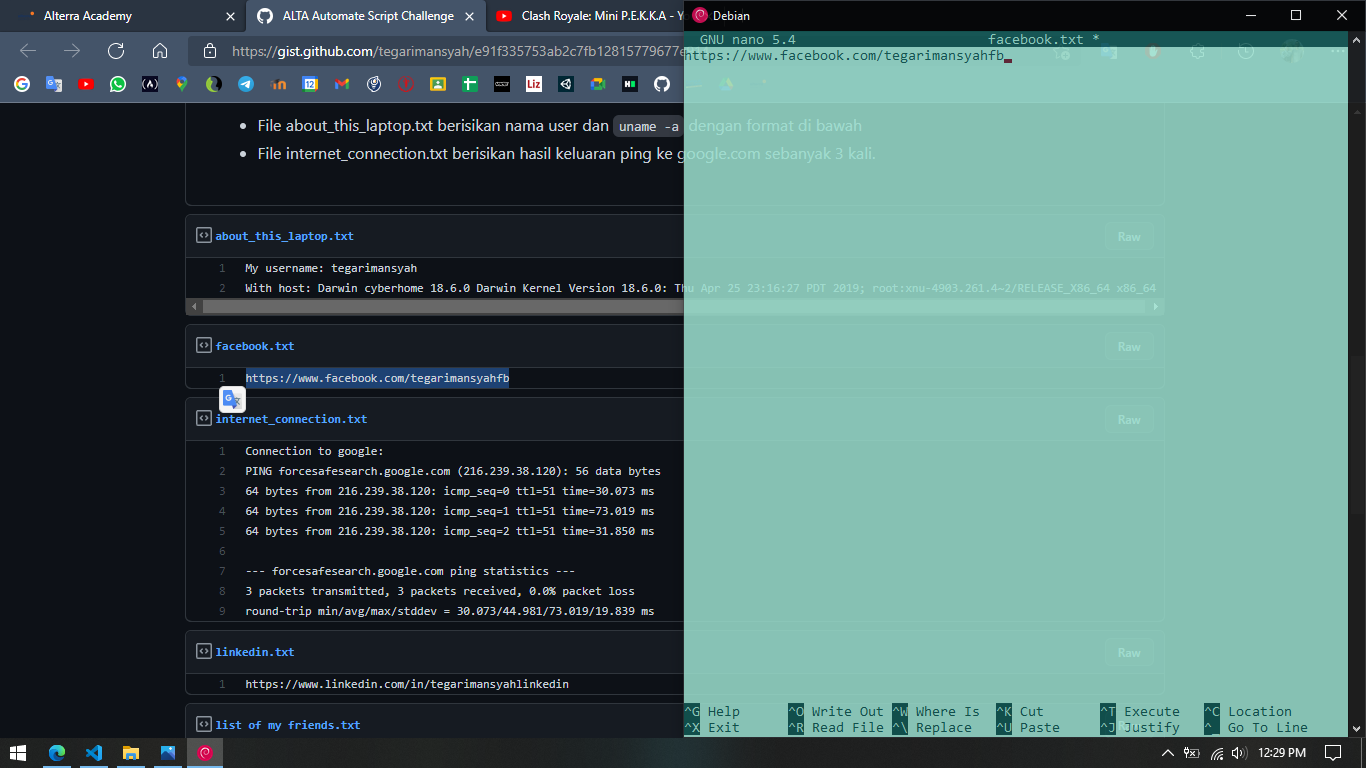 Alterra Academy
ALTA Automate Script Challenge
Clash Royale: Mini P.E.K.K.A - Y
Debian
https://gist.github.com/tegarimansyah/e91f335753ab2c7fb12815779677e
GNU nano 5.4 facebook.txt *
https://www.facebook.com/tegarimansyahfb
File about_this_laptop.txt berisikan nama user dan uname -a dengan format di bawah
File internet_connection.txt berisikan hasil keluaran ping ke google.com sebanyak 3 kali.
about_this_laptop.txt Raw
1 My username: tegarimansyah
2 With host: Darwin cyberhome 18.6.0 Darwin Kernel Version 18.6.0: Thu Apr 25 23:16:27 PDT 2019; root:xnu-4903.261.4~2/RELEASE_X86_64 x86_64
facebook.txt Raw
1 https://www.facebook.com/tegarimansyahfb
internet_connection.txt Raw
1 Connection to google:
2 PING forcesafesearch.google.com (216.239.38.120): 56 data bytes
3 64 bytes from 216.239.38.120: icmp_seq=0 ttl=51 time=30.073 ms
4 64 bytes from 216.239.38.120: icmp_seq=1 ttl=51 time=73.019 ms
5 64 bytes from 216.239.38.120: icmp_seq=2 ttl=51 time=31.850 ms
6
7 --- forcesafesearch.google.com ping statistics ---
8 3 packets transmitted, 3 packets received, 0.0% packet loss
9 round-trip min/avg/max/stddev = 30.073/44.981/73.019/19.839 ms
linkedin.txt Raw
1 https://www.linkedin.com/in/tegarimansyahlinkedin
list of my friends.txt
^G Help ^O Write Out ^W Where Is ^K Cut ^T Execute ^C Location
^X Exit ^R Read File ^\ Replace ^U Paste ^J Justify ^_ Go To Line
12:29 PM